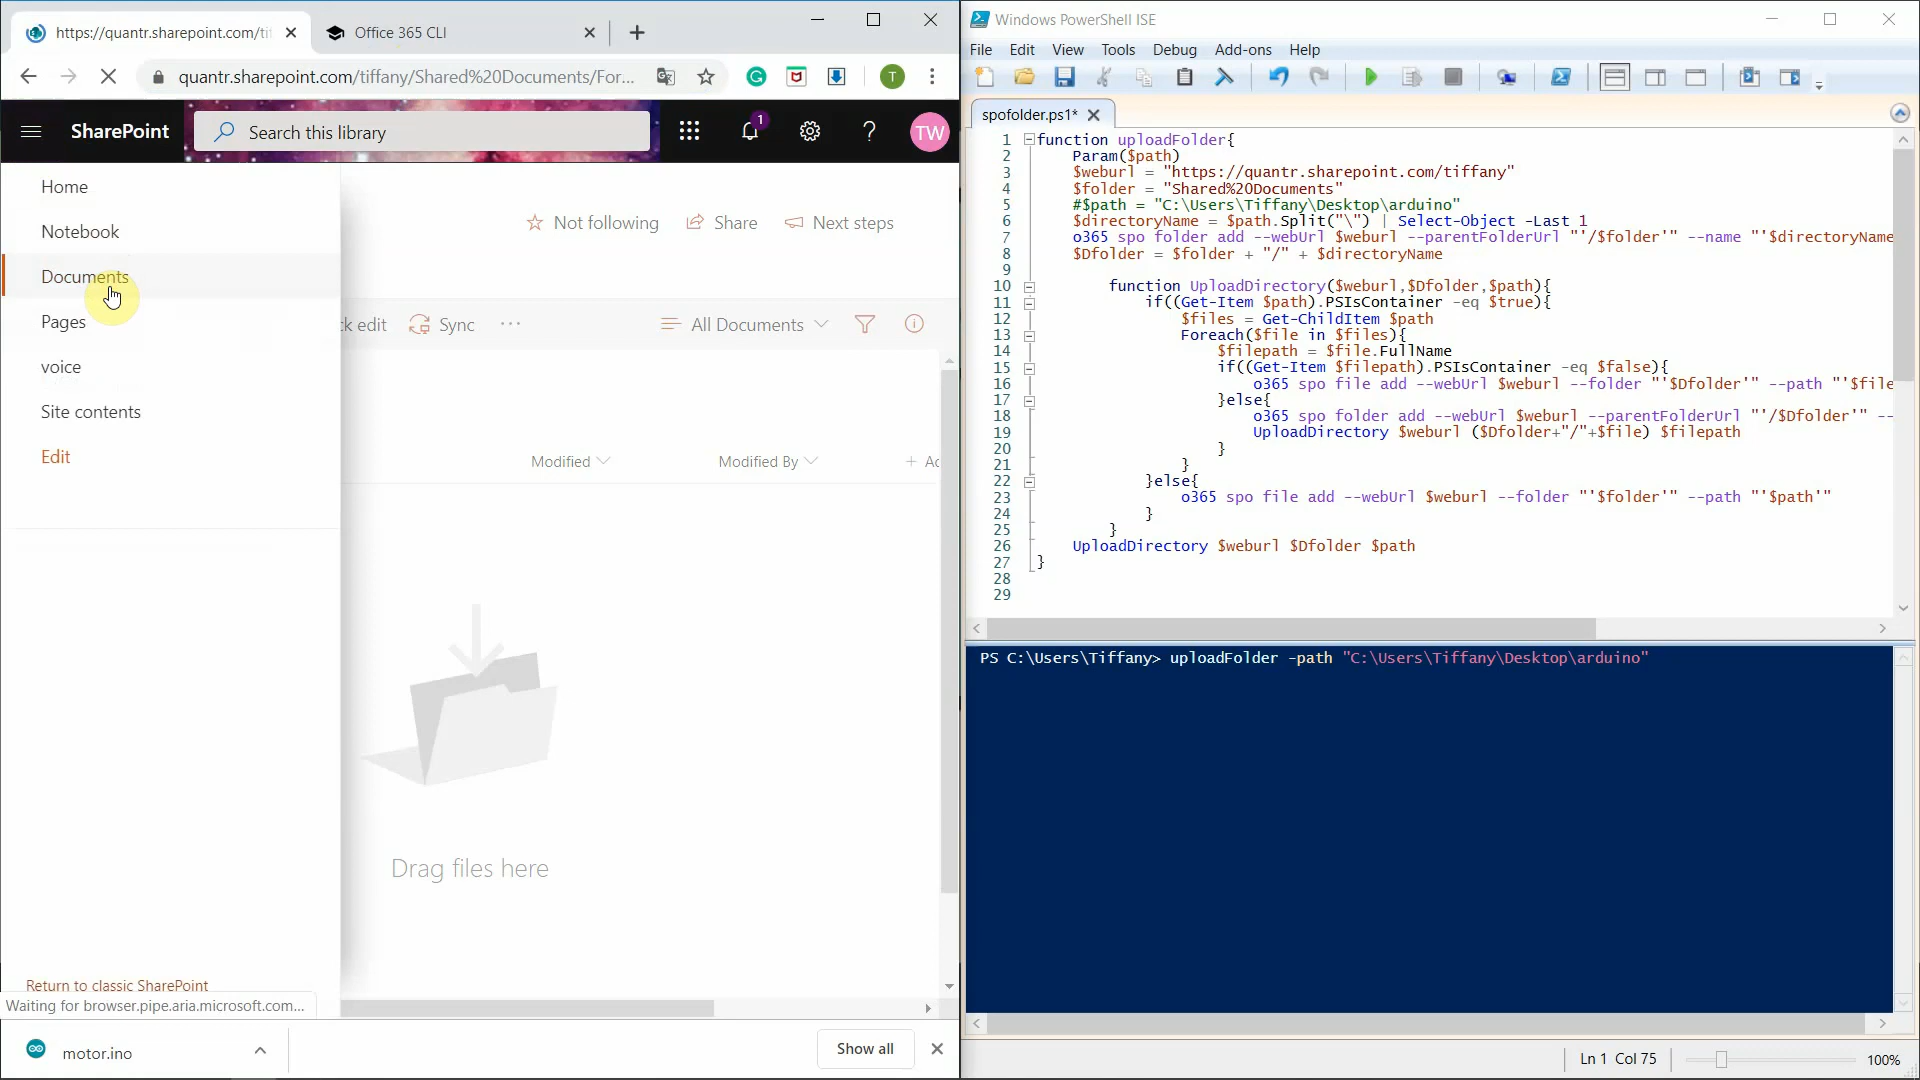 https://quantr.sharepoint.com/ti
Office 365 CLI
quantr.sharepoint.com/tiffany/Shared%20Documents/For...
T
SharePoint
Search this library
1
TW
Home
Notebook
Documents
Pages
voice
Site contents
Edit
Not following
Share
Next steps
k edit
Sync
All Documents
Modified
Modified By
Drag files here
Return to classic SharePoint
Waiting for browser.pipe.aria.microsoft.com...
motor.ino
Show all
Windows PowerShell ISE
File Edit View Tools Debug Add-ons Help
spofolder.ps1*
1 function uploadFolder{
2 Param($path)
3 $weburl = "https://quantr.sharepoint.com/tiffany"
4 $folder = "Shared%20Documents"
5 #$path = "C:\Users\Tiffany\Desktop\arduino"
6 $directoryName = $path.Split("\") | Select-Object -Last 1
7 o365 spo folder add --webUrl $weburl --parentFolderUrl "'/$folder'" --name "'$directoryName
8 $Dfolder = $folder + "/" + $directoryName
9
10 function UploadDirectory($weburl,$Dfolder,$path){
11 if((Get-Item $path).PSIsContainer -eq $true){
12 $files = Get-ChildItem $path
13 Foreach($file in $files){
14 $filepath = $file.FullName
15 if((Get-Item $filepath).PSIsContainer -eq $false){
16 o365 spo file add --webUrl $weburl --folder "'$Dfolder'" --path "'$file
17 }else{
18 o365 spo folder add --webUrl $weburl --parentFolderUrl "'/$Dfolder'" --
19 UploadDirectory $weburl ($Dfolder+"/"+$file) $filepath
20 }
21 }
22 }else{
23 o365 spo file add --webUrl $weburl --folder "'$folder'" --path "'$path'"
24 }
25 }
26 UploadDirectory $weburl $Dfolder $path
27 }
28
29
PS C:\Users\Tiffany> uploadFolder -path "C:\Users\Tiffany\Desktop\arduino"
Ln 1 Col 75
100%